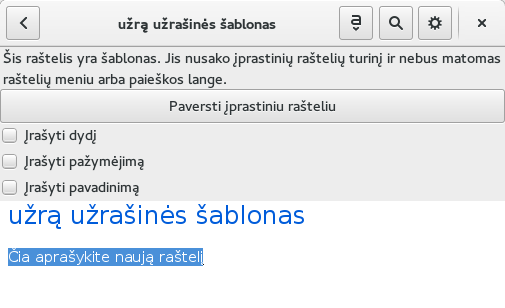 užrą užrašinės šablonas
a
Šis raštelis yra šablonas. Jis nusako įprastinių raštelių turinį ir nebus matomas
raštelių meniu arba paieškos lange.
Paversti įprastiniu rašteliu
Įrašyti dydį
Įrašyti pažymėjimą
Įrašyti pavadinimą
užrą užrašinės šablonas
Čia aprašykite naują raštelį